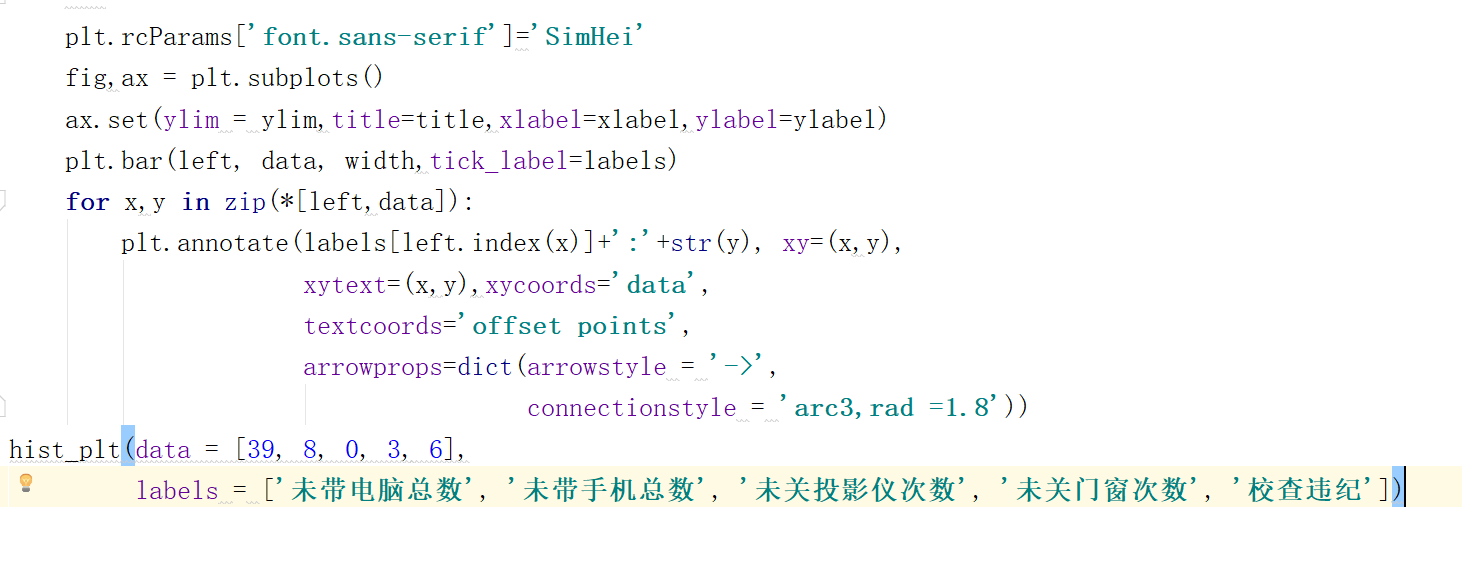 plt.rcParams['font.sans-serif']='SimHei'
fig,ax = plt.subplots()
ax.set(ylim = ylim,title=title,xlabel=xlabel,ylabel=ylabel)
plt.bar(left, data, width,tick_label=labels)
for x,y in zip(*[left,data]):
plt.annotate(labels[left.index(x)]+':'+str(y), xy=(x,y),
xytext=(x,y),xycoords='data',
textcoords='offset points',
arrowprops=dict(arrowstyle = '->',
connectionstyle = 'arc3,rad =1.8'))
hist_plt(data = [39, 8, 0, 3, 6],
labels = ['未带电脑总数', '未带手机总数', '未关投影仪次数', '未关门窗次数', '校查违纪'])